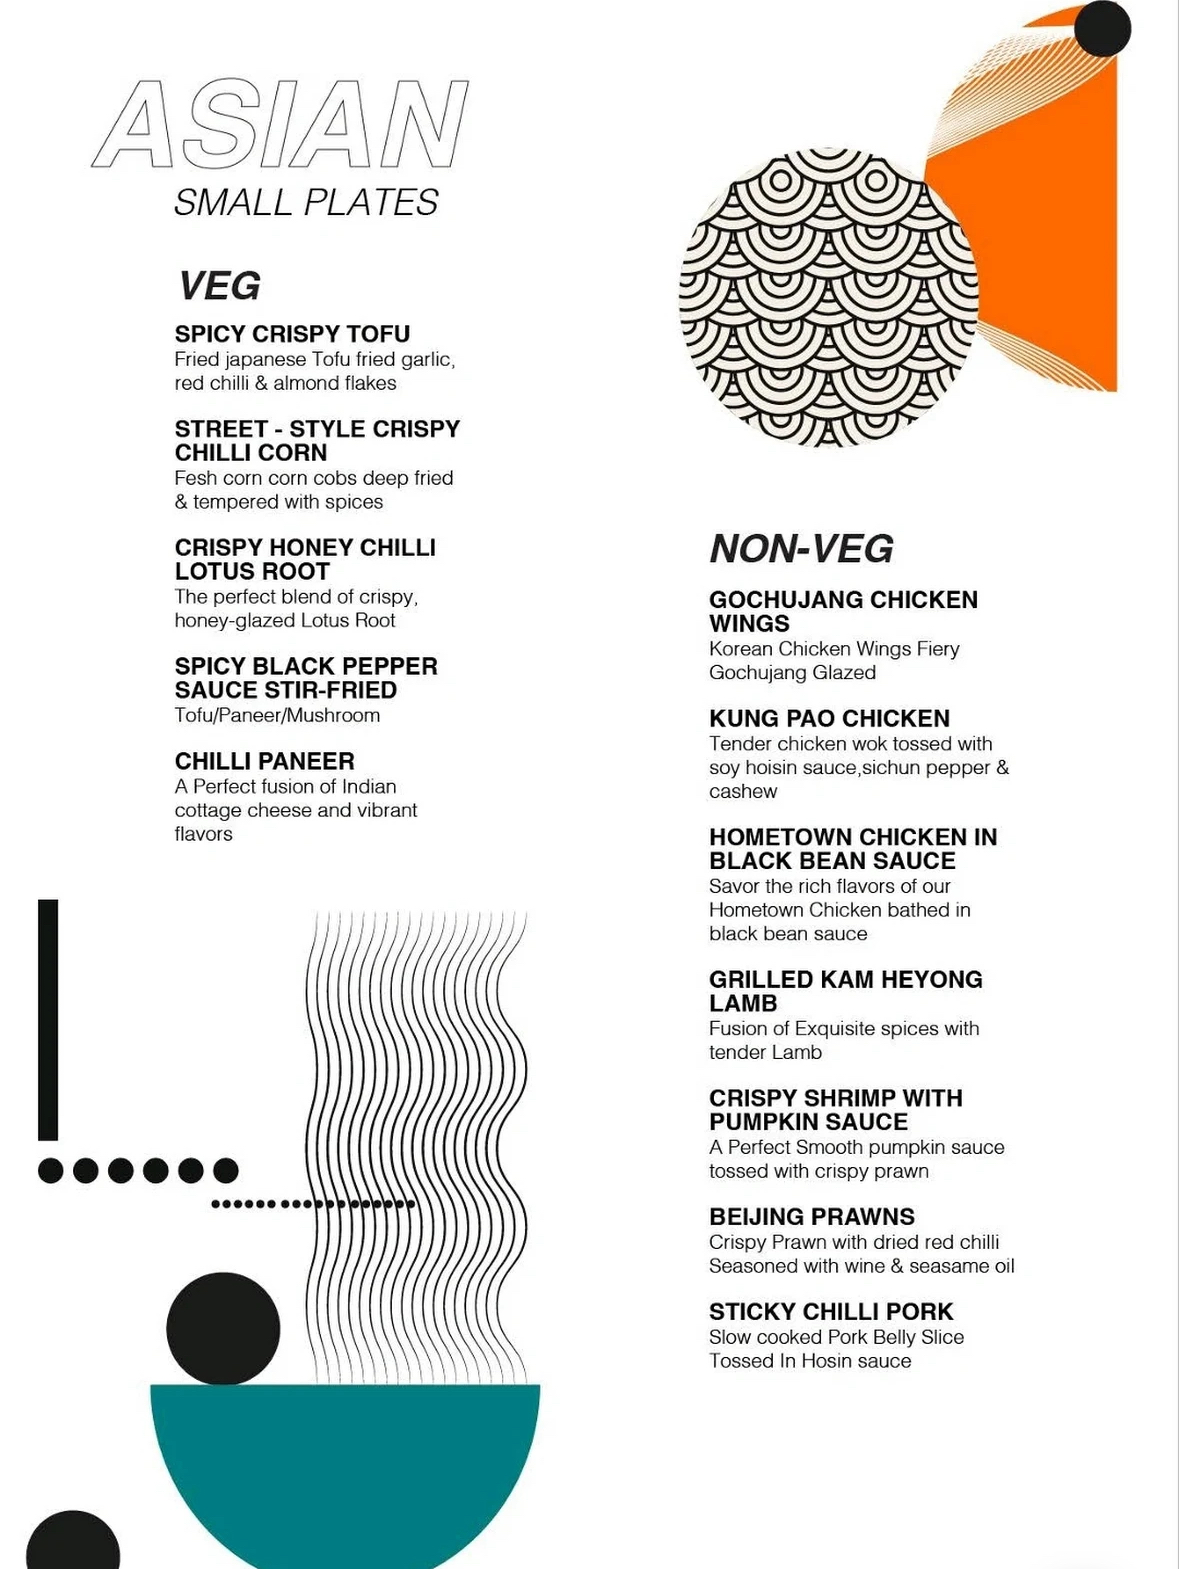 ASIAN
SMALL PLATES
VEG
SPICY CRISPY TOFU
Fried japanese Tofu fried garlic,
red chilli & almond flakes
STREET - STYLE CRISPY
CHILLI CORN
Fesh corn corn cobs deep fried
& tempered with spices
CRISPY HONEY CHILLI
LOTUS ROOT
The perfect blend of crispy,
honey-glazed Lotus Root
SPICY BLACK PEPPER
SAUCE STIR-FRIED
Tofu/Paneer/Mushroom
CHILLI PANEER
A Perfect fusion of Indian
cottage cheese and vibrant
flavors
NON-VEG
GOCHUJANG CHICKEN
WINGS
Korean Chicken Wings Fiery
Gochujang Glazed
KUNG PAO CHICKEN
Tender chicken wok tossed with
soy hoisin sauce,sichun pepper &
cashew
HOMETOWN CHICKEN IN
BLACK BEAN SAUCE
Savor the rich flavors of our
Hometown Chicken bathed in
black bean sauce
GRILLED KAM HEYONG
LAMB
Fusion of Exquisite spices with
tender Lamb
CRISPY SHRIMP WITH
PUMPKIN SAUCE
A Perfect Smooth pumpkin sauce
tossed with crispy prawn
BEIJING PRAWNS
Crispy Prawn with dried red chilli
Seasoned with wine & seasame oil
STICKY CHILLI PORK
Slow cooked Pork Belly Slice
Tossed In Hosin sauce